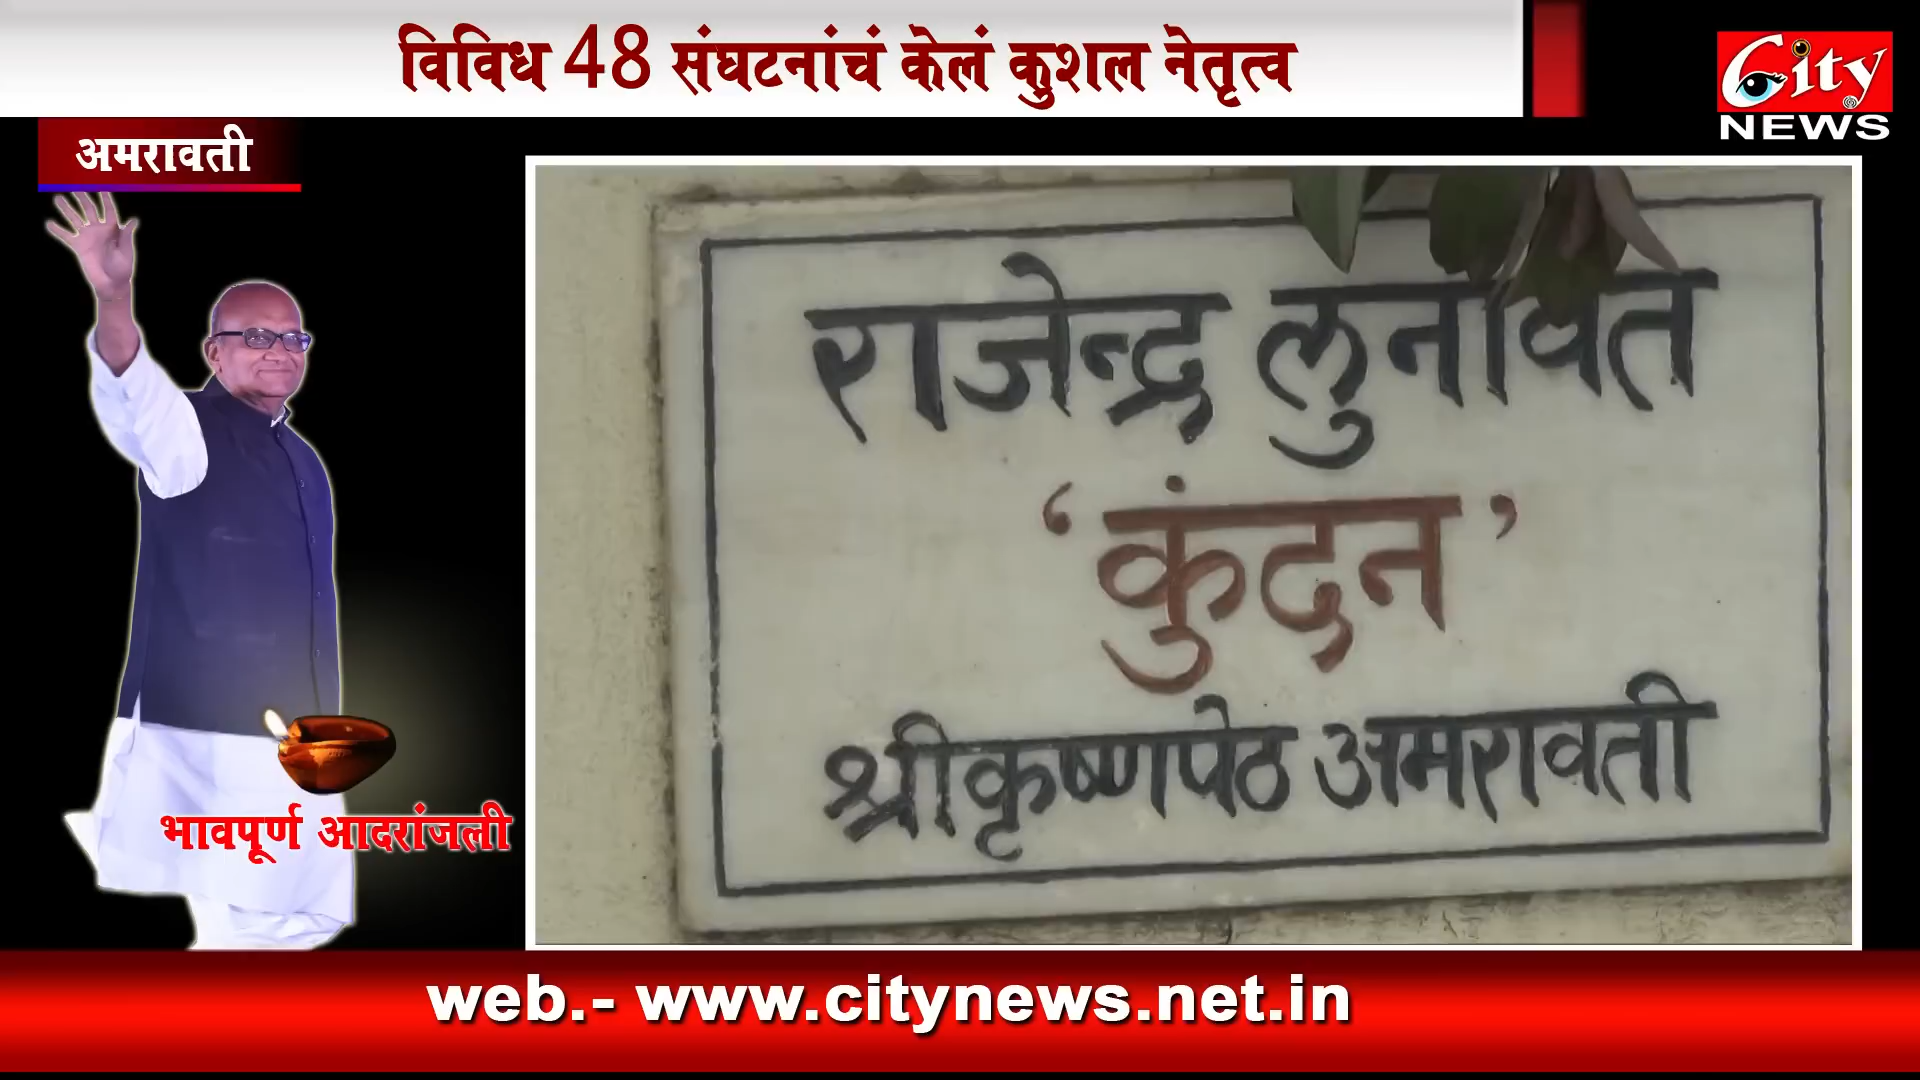 विविध 48 संघटनांचं केलं कुशल नेतृत्व
City
NEWS
अमरावती
राजेन्द्र लुनावत
‘कुंदन’
श्रीकृष्णपेठ अमरावती
भावपूर्ण आदरांजली
web.- www.citynews.net.in